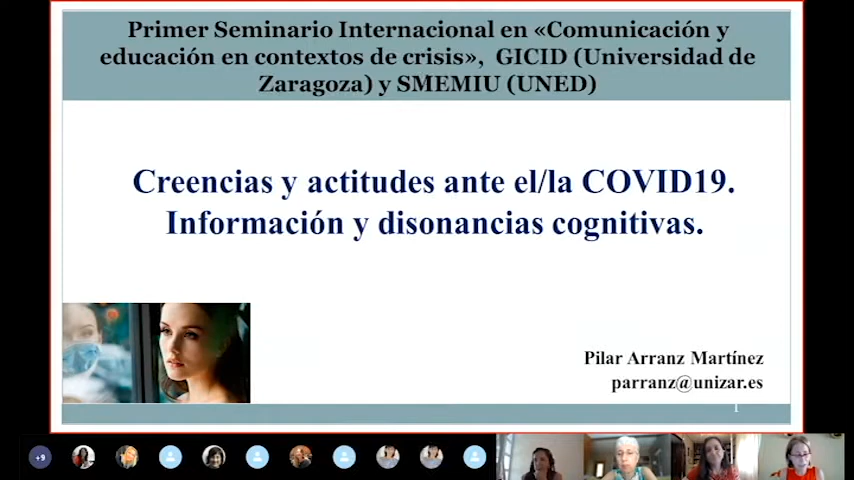 Primer Seminario Internacional en «Comunicación y
educación en contextos de crisis», GICID (Universidad de
Zaragoza) y SMEMIU (UNED)
Creencias y actitudes ante el/la COVID19.
Información y disonancias cognitivas.
Pilar Arranz Martínez
parranz@unizar.es
1
+9